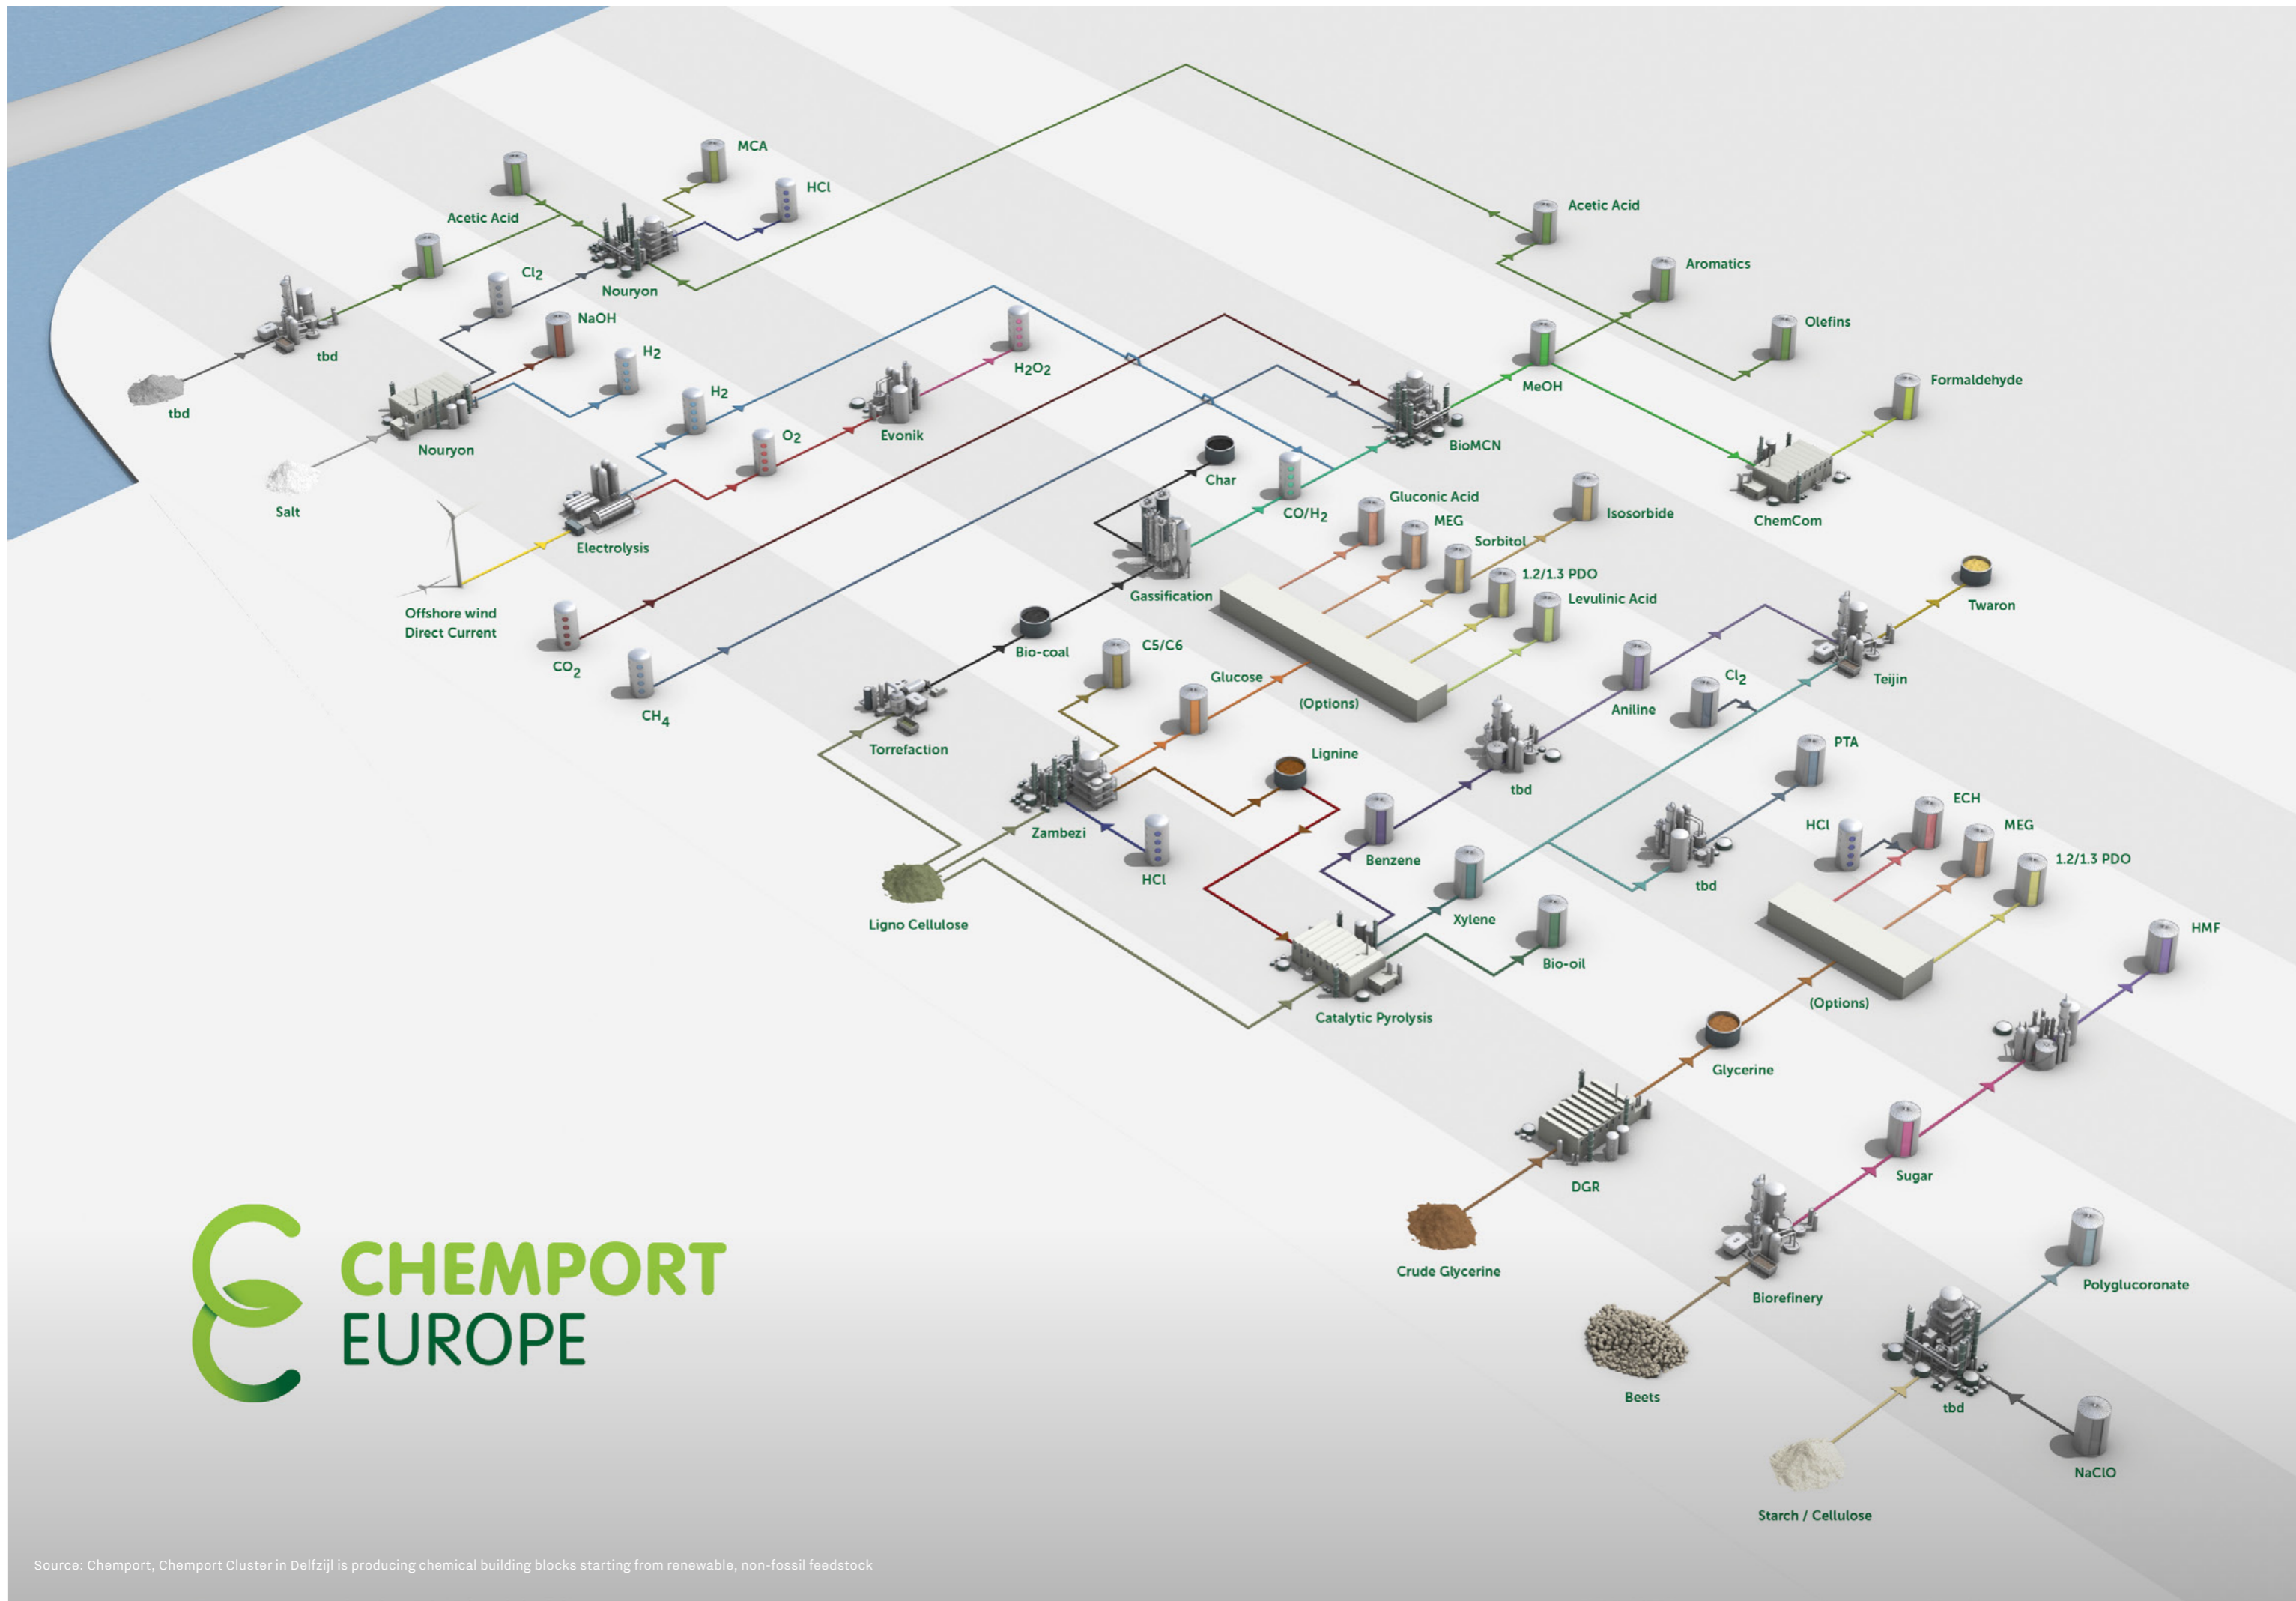 MCA
HCl
Acetic Acid
Acetic Acid
Cl2
Nouryon
Aromatics
NaOH
Olefins
tbd
H2
H2O2
MeOH
Formaldehyde
tbd
H2
Nouryon
O2
Evonik
BioMCN
Char
Salt
Gluconic Acid
CO/H2
MEG
Isosorbide
ChemCom
Electrolysis
Sorbitol
1.2/1.3 PDO
Gassification
Levulinic Acid
Twaron
Offshore wind
Direct Current
CO2
Bio-coal
C5/C6
Glucose
Cl2
Teijin
CH4
(Options)
Aniline
Torrefaction
Lignine
PTA
tbd
ECH
Zambezi
HCl
MEG
Benzene
1.2/1.3 PDO
HCl
tbd
Ligno Cellulose
Xylene
HMF
Bio-oil
(Options)
Catalytic Pyrolysis
Glycerine
Sugar
DGR
Crude Glycerine
Polyglucoronate
Biorefinery
Beets
tbd
NaClO
Starch / Cellulose
CHEMPORT
EUROPE
Source: Chemport, Chemport Cluster in Delfzijl is producing chemical building blocks starting from renewable, non-fossil feedstock